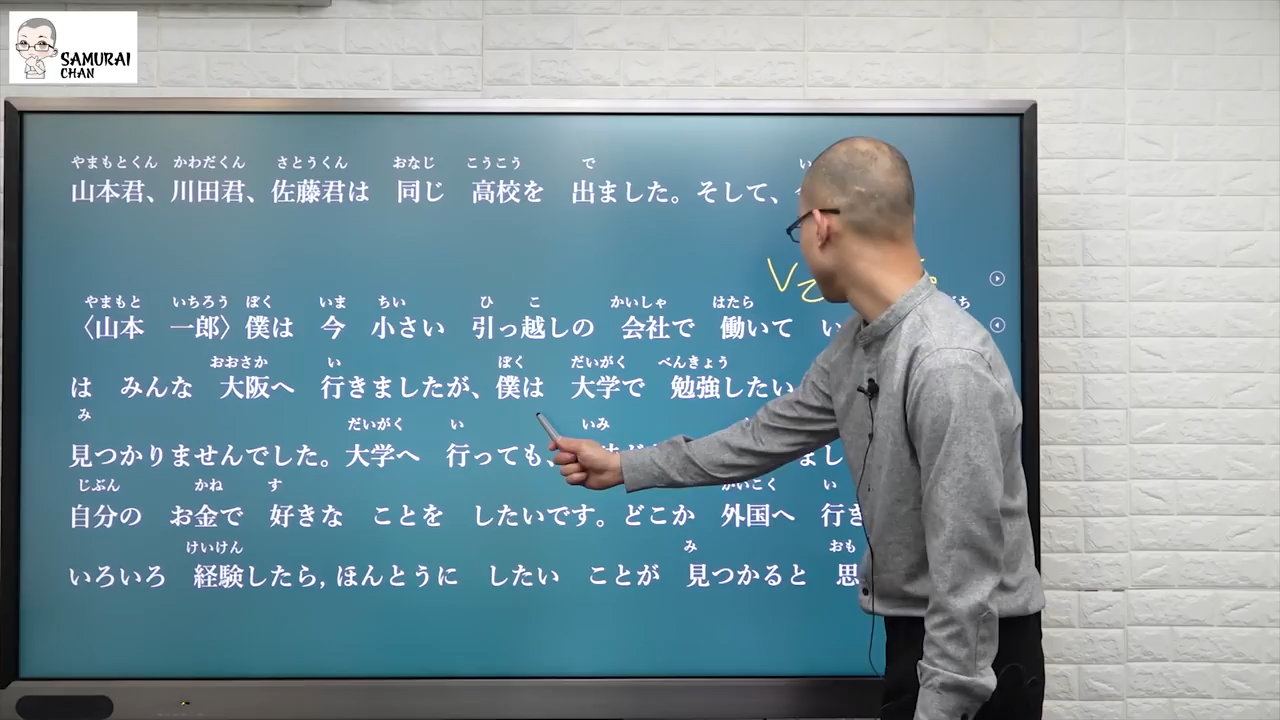 SAMURAI
CHAN
やまもとくん かわだくん さとうくん おなじ こうこう で い
山本君、川田君、佐藤君は 同じ 高校を 出ました。そして、
やまもと いちろう ぼく いま ちい ひ こ かいしゃ はたら
〈山本 一郎〉僕は 今 小さい 引っ越しの 会社で 働いて い
おおさか い ぼく だいがく べんきょう
は みんな 大阪へ 行きましたが、僕は 大学で 勉強したい
み だいがく い いみ
見つかりませんでした。大学へ 行っても、 まし
じぶん かね す がいこく い
自分の お金で 好きな ことを したいです。どこか 外国へ 行き
けいけん み おも
いろいろ 経験したら, ほんとうに したい ことが 見つかると 思